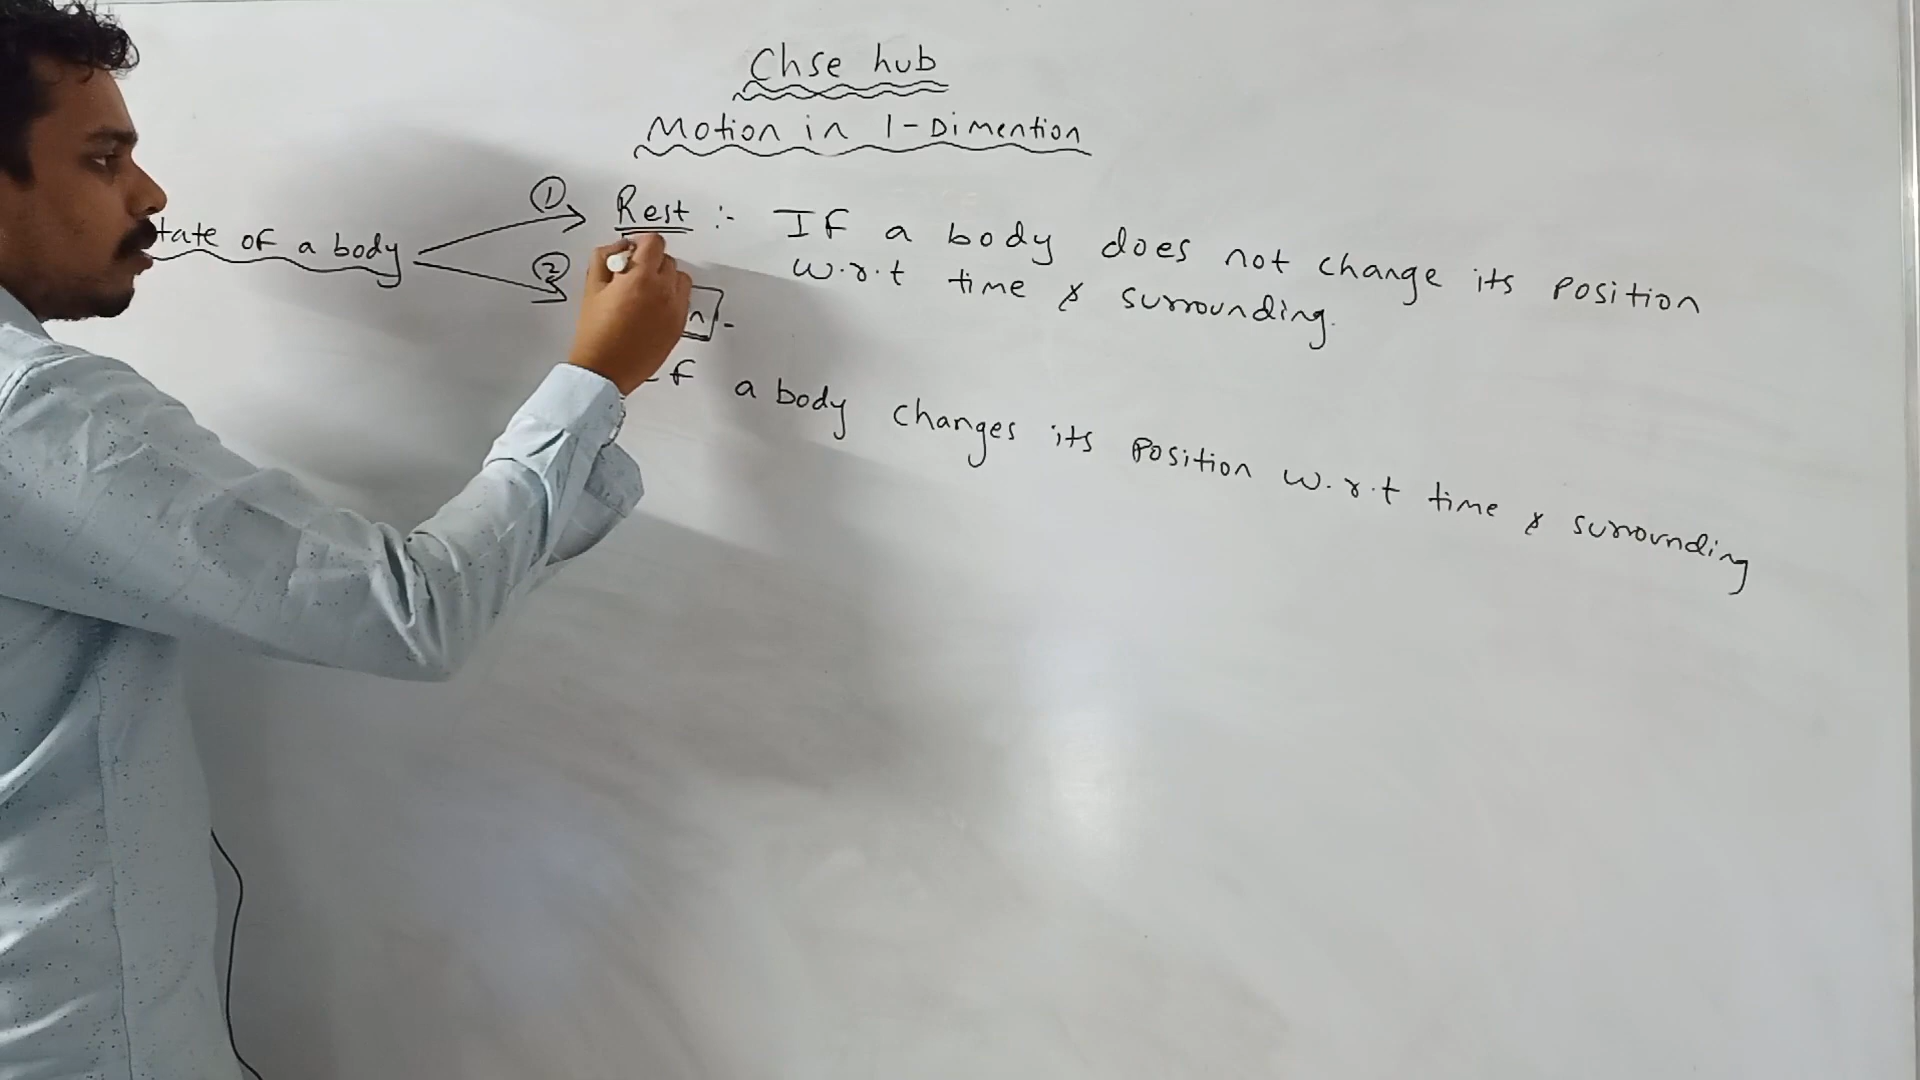 Chse hub
Motion in 1-Dimention
tate of a body
① Rest :- If a body does not change its position
w.r.t time & surrounding.
②
n -
If a body changes its position w.r.t time & surrounding